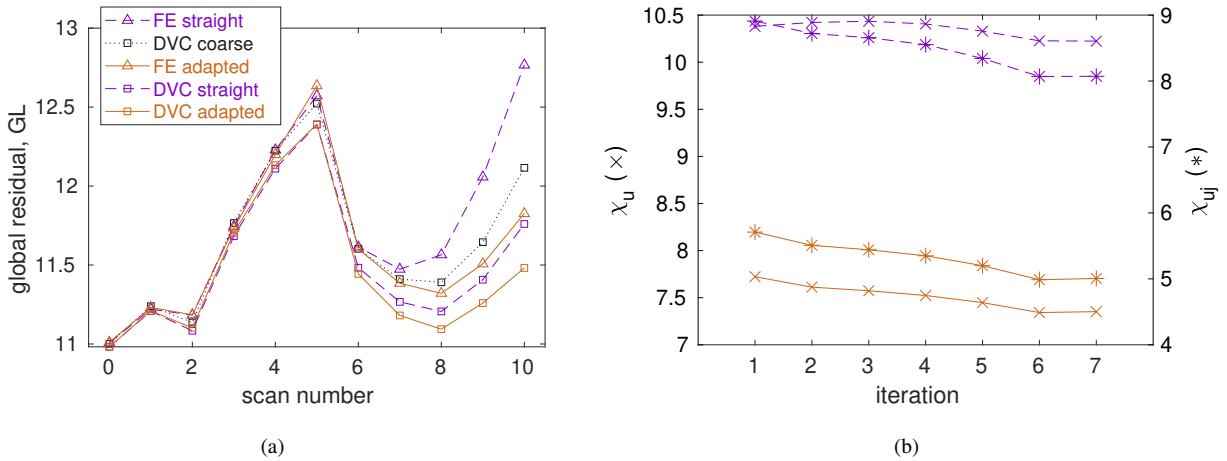 FE straight
DVC coarse
FE adapted
DVC straight
DVC adapted
13
12.5
12
11.5
11
global residual, GL
0 2 4 6 8 10
scan number
(a)
10.5
10
9.5
9
8.5
8
7.5
7
χu (×)
9
8
7
6
5
4
χuj (*)
1 2 3 4 5 6 7
iteration
(b)